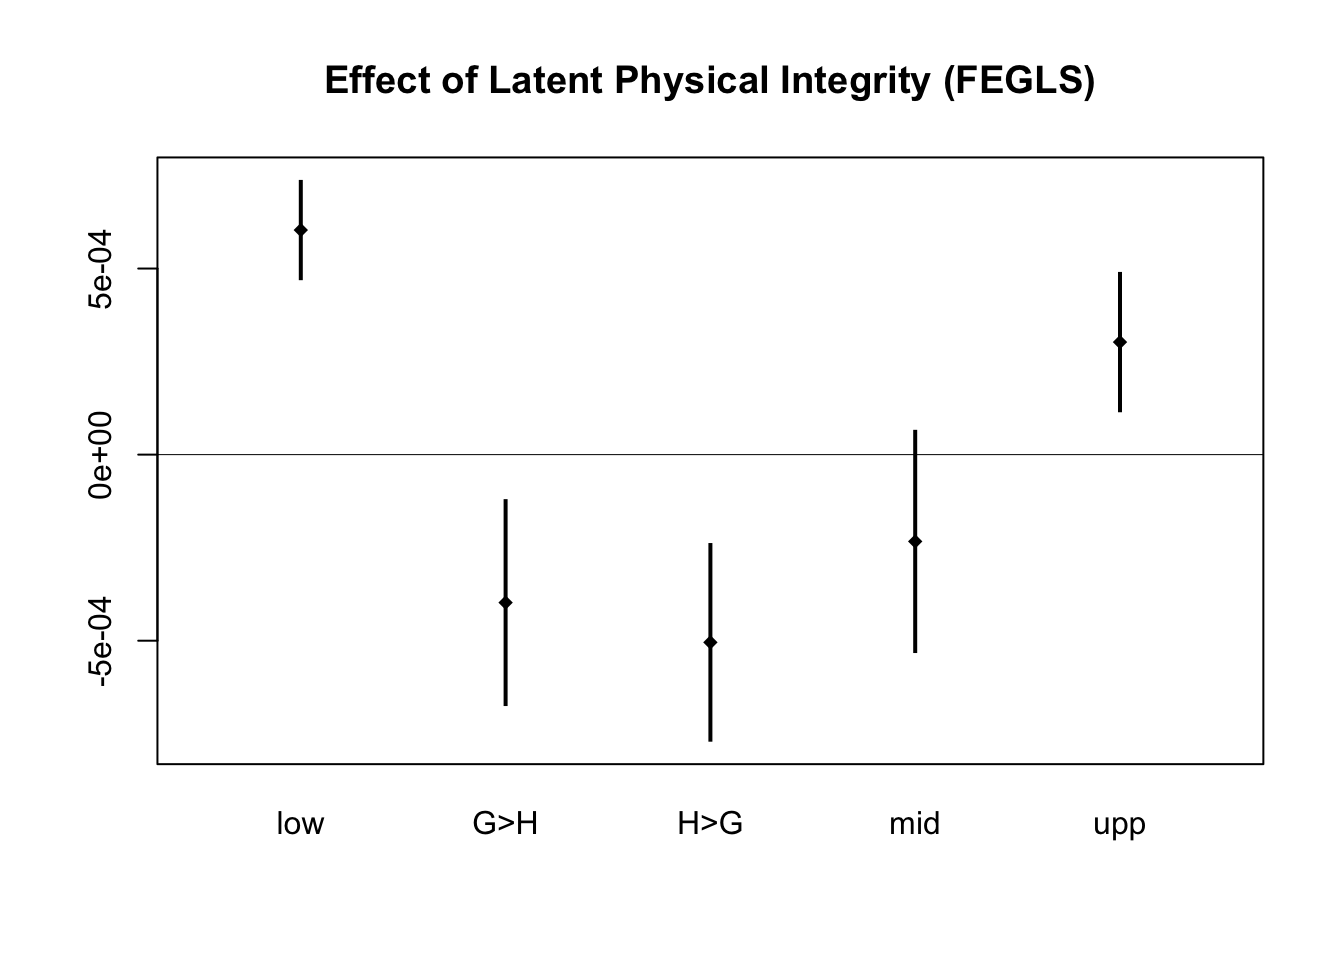 Effect of Latent Physical Integrity (FEGLS)
5e-04
0e+00
-5e-04
low G>H H>G mid upp